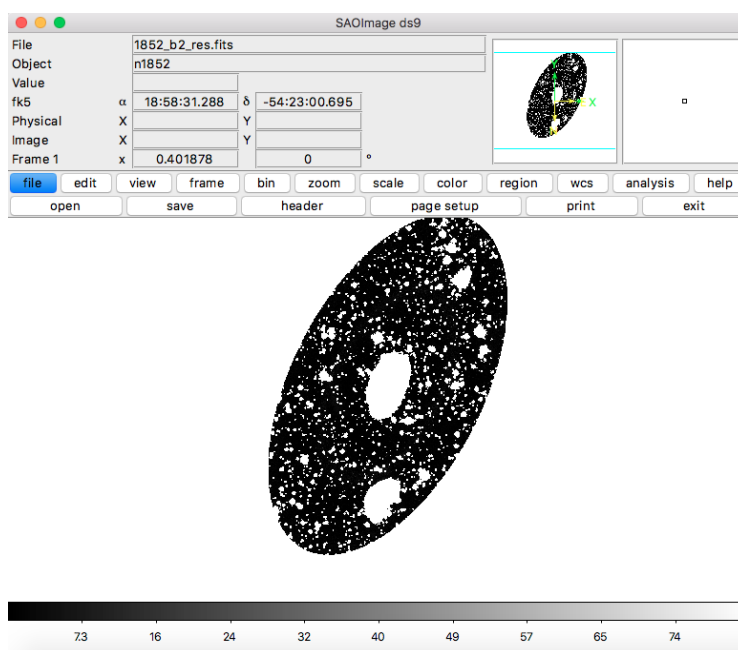 SAOImage ds9
File 1852_b2_res.fits
Object n1852
Value
fk5 α 18:58:31.288 δ -54:23:00.695
Physical X Y
Image X Y
Frame 1 x 0.401878 0 °
Y
X
N
file edit view frame bin zoom scale color region wcs analysis help
open save header page setup print exit
7.3 16 24 32 40 49 57 65 74